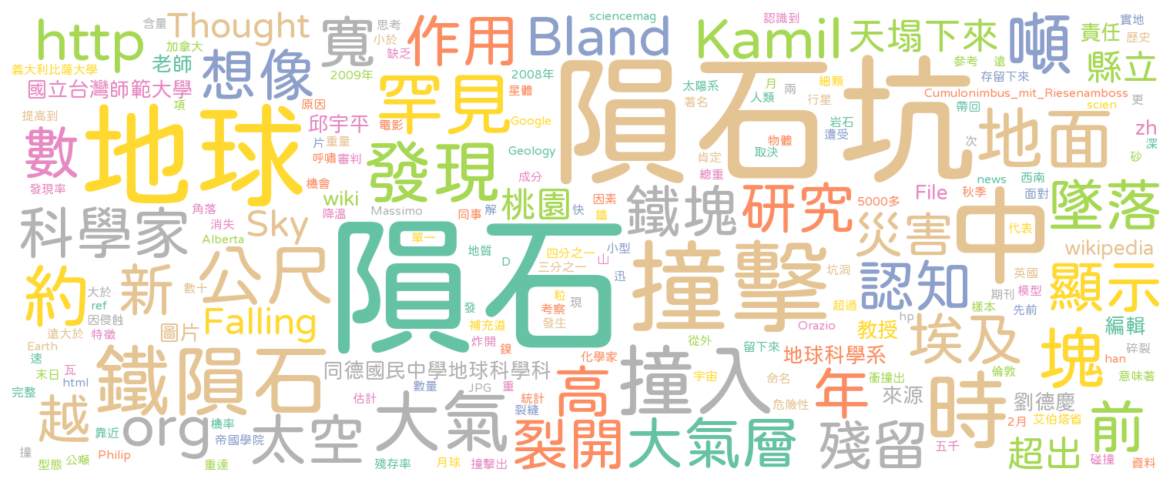 含量 Thought 寬 作用 sciencemag Bland Kamil 認識到 天塌下來 噸 責任 實地
http 加拿大 思考 小於 缺乏 歷史
義大利比薩大學 老師 想像 罕見 2009年 2008年 太陽系 月 兩 細顆 參考 遠 存留下來 縣立
國立台灣師範大學 項 原因 星體 著名 人類 行星 Cumulonimbus_mit_Riesenamboss
提高到 數 地球 電影 邱宇平 片 重量 Google 隕石坑 岩石 遭受 帶回 地面 scien 更
呼嘯 審判 發現 Geology 物體 取決 次 zh 深
發現率 機會 wiki 成分 肯定 總重 news 西南 砂
角落 消失 降溫 因素 桃園 鐵塊 研究 5000多 File 秋季 面對 墜落
科學家 Sky Massimo 同事 解 快 鐵 災害 中 代表
Alberta 隕石 單一 地質 四分之一 小型 撞擊 坑洞 英國 wikipedia
約 新 公尺 D 三分之一 山 迅 認知 期刊 模型 顯示
大於 數十 粒 考察 現 超過 樣本 先前
ref 因侵蝕 Falling 發 發生 Orazio hp 編輯
遠大於 特徵 圖片 補充道 炸開 鎳 從外 教授 埃及 塊 碎裂
Earth 速 鐵隕石 同德國民中學地球科學科 化學家 留下來 地球科學系 倫敦 han
末日 瓦 html 數量 JPG 重 高 撞入 宇宙 命名 年 衝撞出 時 意味著
完整 估計 統計 危險性 來源 劉德慶
越 org 大氣 裂縫 2月 艾伯塔省 前
靠近 機率 太空 裂開 大氣層 殘留 超出
撞 帝國學院 五千 碰撞
型態 公噸 Philip 重達 殘存率 月球 撞擊出 資料